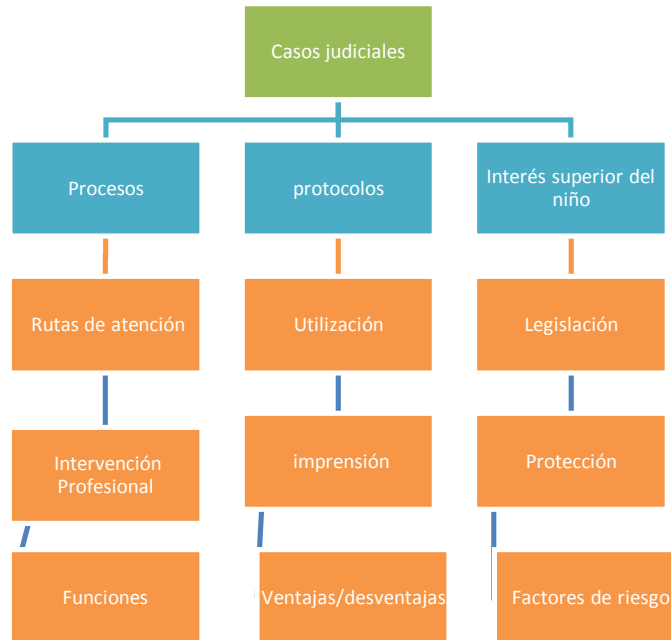 Casos judiciales
Procesos
protocolos
Interés superior del
niño
Rutas de atención
Utilización
Legislación
Intervención
Profesional
imprensión
Protección
Funciones
Ventajas/desventajas
Factores de riesgo